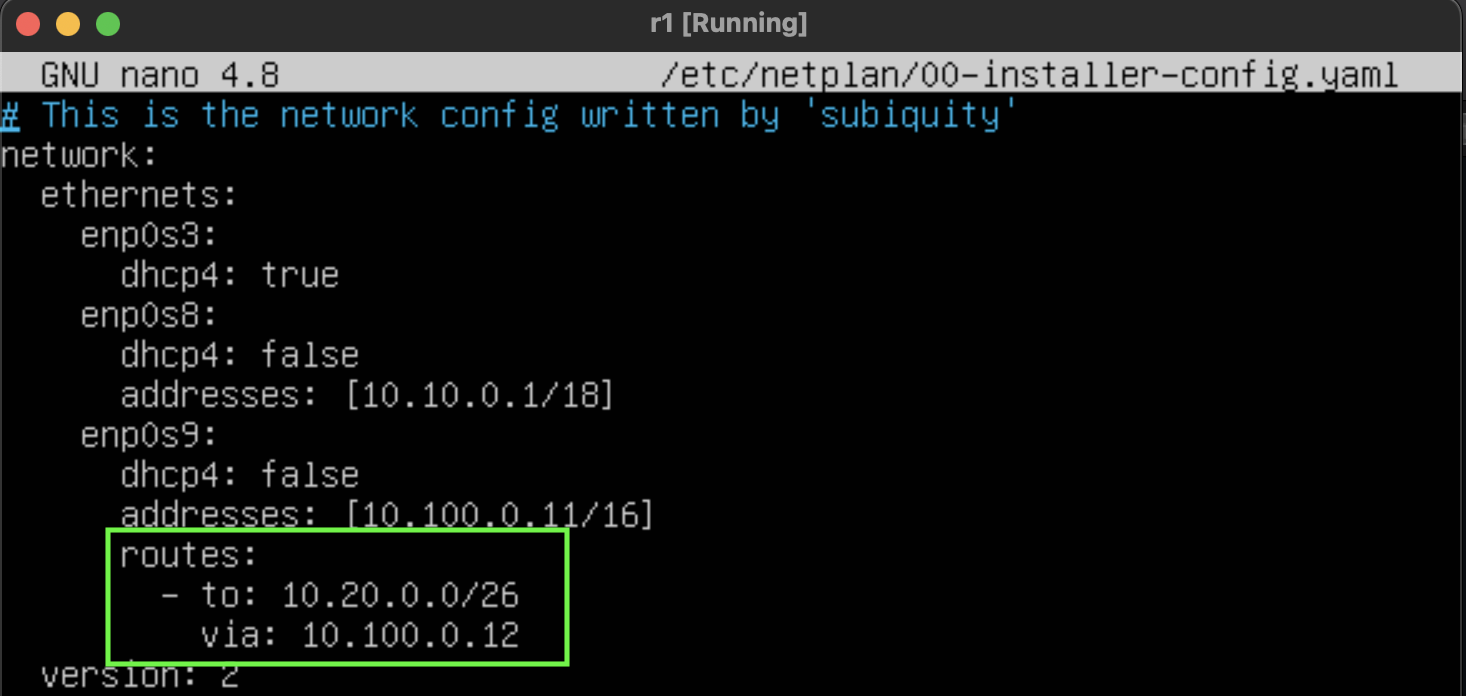 r1 [Running]
GNU nano 4.8 /etc/netplan/00-installer-config.yaml
# This is the network config written by 'subiquity'
network:
  ethernets:
    enp0s3:
      dhcp4: true
    enp0s8:
      dhcp4: false
      addresses: [10.10.0.1/18]
    enp0s9:
      dhcp4: false
      addresses: [10.100.0.11/16]
      routes:
        - to: 10.20.0.0/26
          via: 10.100.0.12
  version: 2